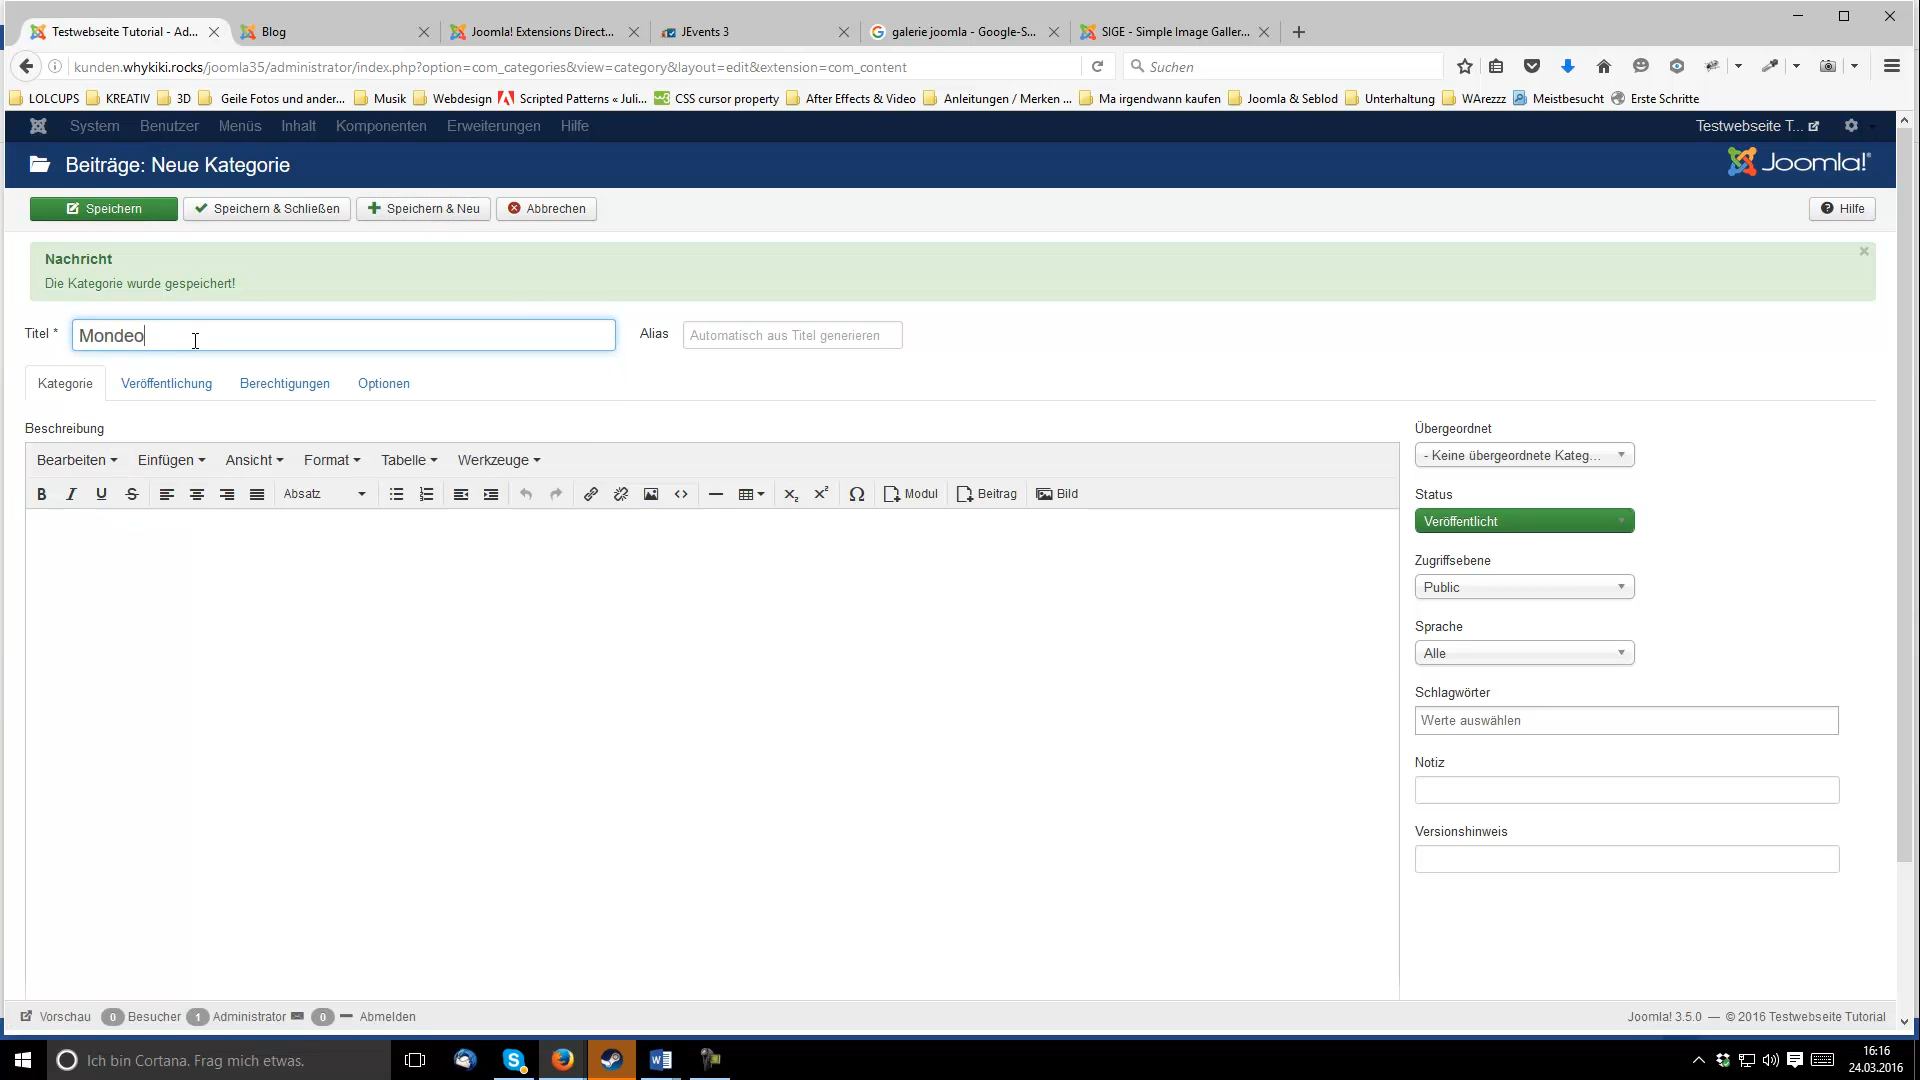 Testwebseite Tutorial - Ad...
Blog
Joomla! Extensions Direct...
JEvents 3
galerie joomla - Google-S...
SIGE - Simple Image Galler...
kunden.whykiki.rocks/joomla35/administrator/index.php?option=com_categories&view=category&layout=edit&extension=com_content
Suchen
LOLCUPS
KREATIV
3D
Geile Fotos und ander...
Musik
Webdesign
Scripted Patterns « Juli...
CSS cursor property
After Effects & Video
Anleitungen / Merken ...
Ma irgendwann kaufen
Joomla & Seblod
Unterhaltung
WArezzz
Meistbesucht
Erste Schritte
System
Benutzer
Menüs
Inhalt
Komponenten
Erweiterungen
Hilfe
Testwebseite T...
Beiträge: Neue Kategorie
Joomla!®
Speichern
Speichern & Schließen
Speichern & Neu
Abbrechen
Hilfe
Nachricht
Die Kategorie wurde gespeichert!
Titel *
Mondeo
Alias
Automatisch aus Titel generieren
Kategorie
Veröffentlichung
Berechtigungen
Optionen
Beschreibung
Bearbeiten
Einfügen
Ansicht
Format
Tabelle
Werkzeuge
Absatz
Modul
Beitrag
Bild
Übergeordnet
- Keine übergeordnete Kateg...
Status
Veröffentlicht
Zugriffsebene
Public
Sprache
Alle
Schlagwörter
Werte auswählen
Notiz
Versionshinweis
Vorschau
0 Besucher
1 Administrator
0
Abmelden
Joomla! 3.5.0 — © 2016 Testwebseite Tutorial
Ich bin Cortana. Frag mich etwas.
16:16
24.03.2016